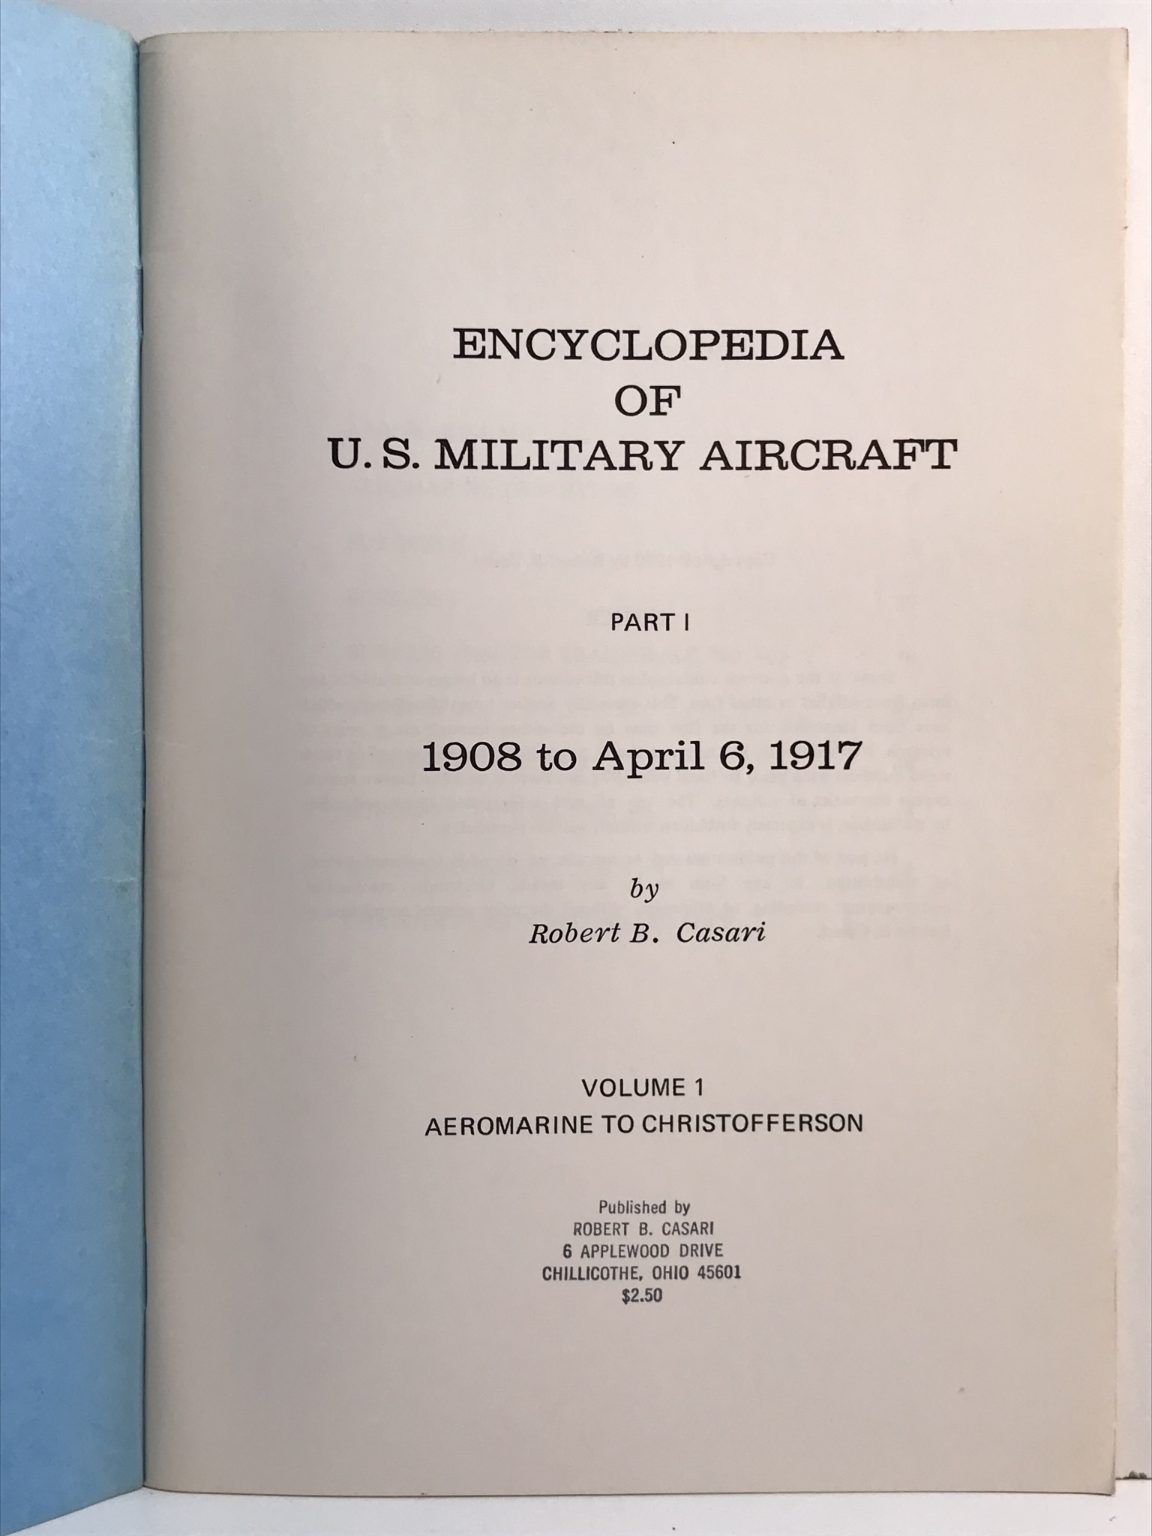 ENCYCLOPEDIA
OF
U.S. MILITARY AIRCRAFT
PART I
1908 to April 6, 1917
by
Robert B. Casari
VOLUME 1
AEROMARINE TO CHRISTOFFERSON
Published by
ROBERT B. CASARI
6 APPLEWOOD DRIVE
CHILLICOTHE, OHIO 45601
$2.50